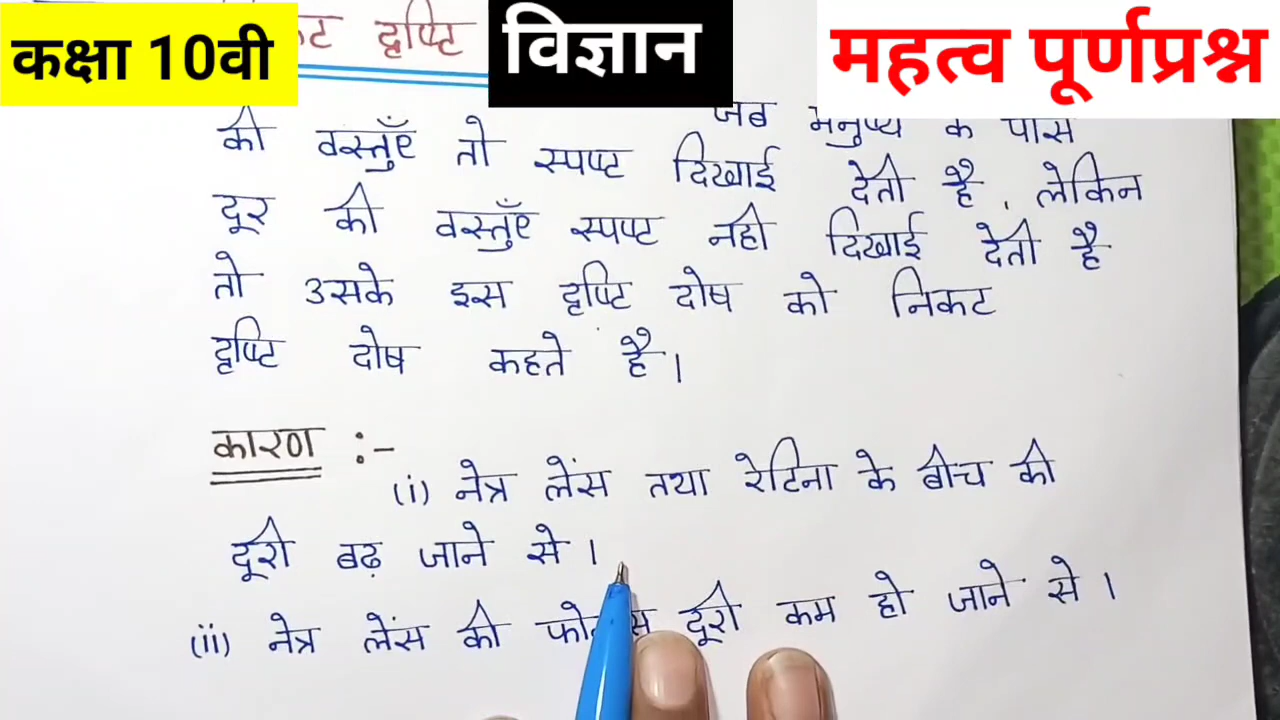 कक्षा 10वी
विज्ञान
महत्व पूर्णप्रश्न
दृष्टि
जब मनुष्य के पास
की वस्तुएँ तो स्पष्ट दिखाई देती है, लेकिन
दूर की वस्तुएँ स्पष्ट नही दिखाई देती है
तो उसके इस दृष्टि दोष को निकट
दृष्टि दोष कहते है।
कारण :-
(i) नेत्र लेंस तथा रेटिना के बीच की
दूरी बढ़ जाने से।
(ii) नेत्र लेंस की फोकस दूरी कम हो जाने से।